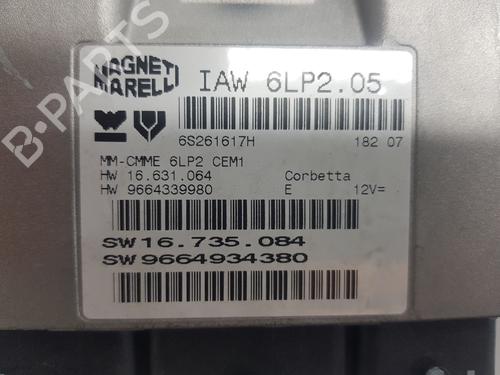 MAGNETI MARELLI
IAW 6LP2.05
6S261617H
182 07
MM-CMME 6LP2 CEM1
HW 16.631.064
Corbetta
HW 9664339980
E
12V=
SW16.735.084
SW9664934380
B-PARTS